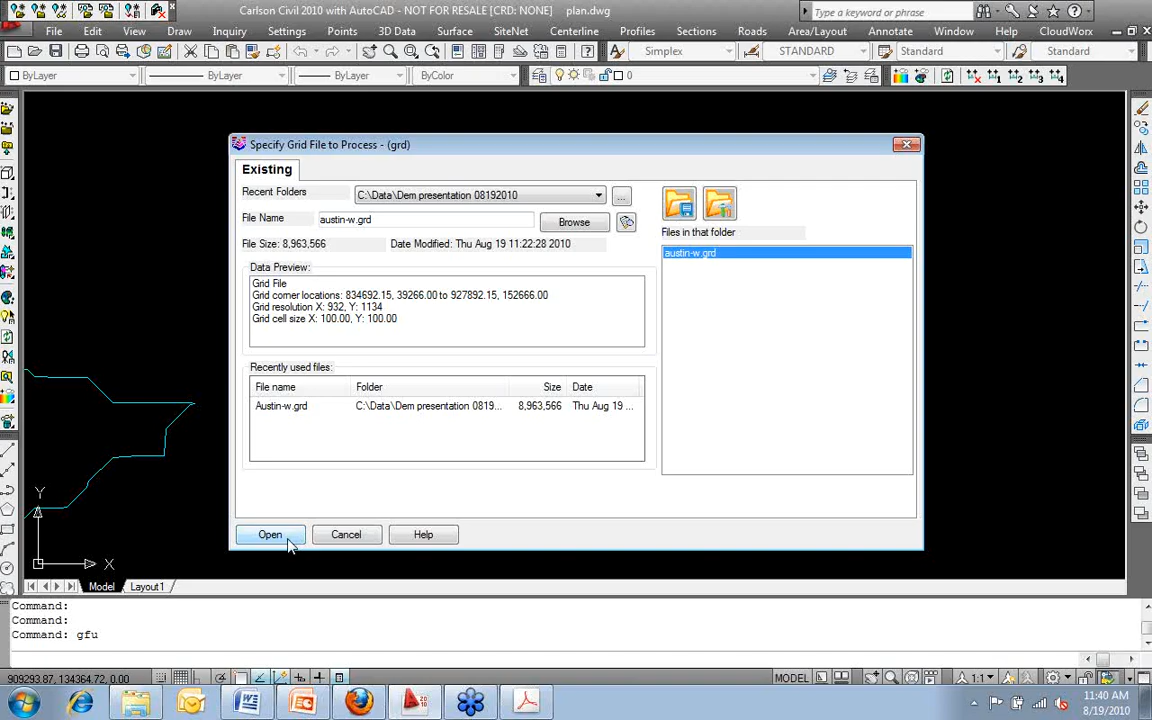 Carlson Civil 2010 with AutoCAD - NOT FOR RESALE [CRD: NONE] plan.dwg
Type a keyword or phrase
File Edit View Draw Inquiry Settings Points 3D Data Surface SiteNet Centerline Profiles Sections Roads Area/Layout Annotate Window Help CloudWorx
Simplex STANDARD Standard Standard
ByLayer ByLayer ByLayer ByColor 0
Specify Grid File to Process - (grd)
Existing
Recent Folders C:\Data\Dem presentation 08192010 ...
File Name austin-w.grd Browse
File Size: 8,963,566 Date Modified: Thu Aug 19 11:22:28 2010
Files in that folder
austin-w.grd
Data Preview:
Grid File
Grid corner locations: 834692.15, 39266.00 to 927892.15, 152666.00
Grid resolution X: 932, Y: 1134
Grid cell size X: 100.00, Y: 100.00
Recently used files:
File name Folder Size Date
Austin-w.grd C:\Data\Dem presentation 0819... 8,963,566 Thu Aug 19 ...
Open Cancel Help
Y
X
Model Layout1
Command:
Command:
Command: gfu
909293.87, 134364.72, 0.00 MODEL 1:1
11:40 AM
8/19/2010